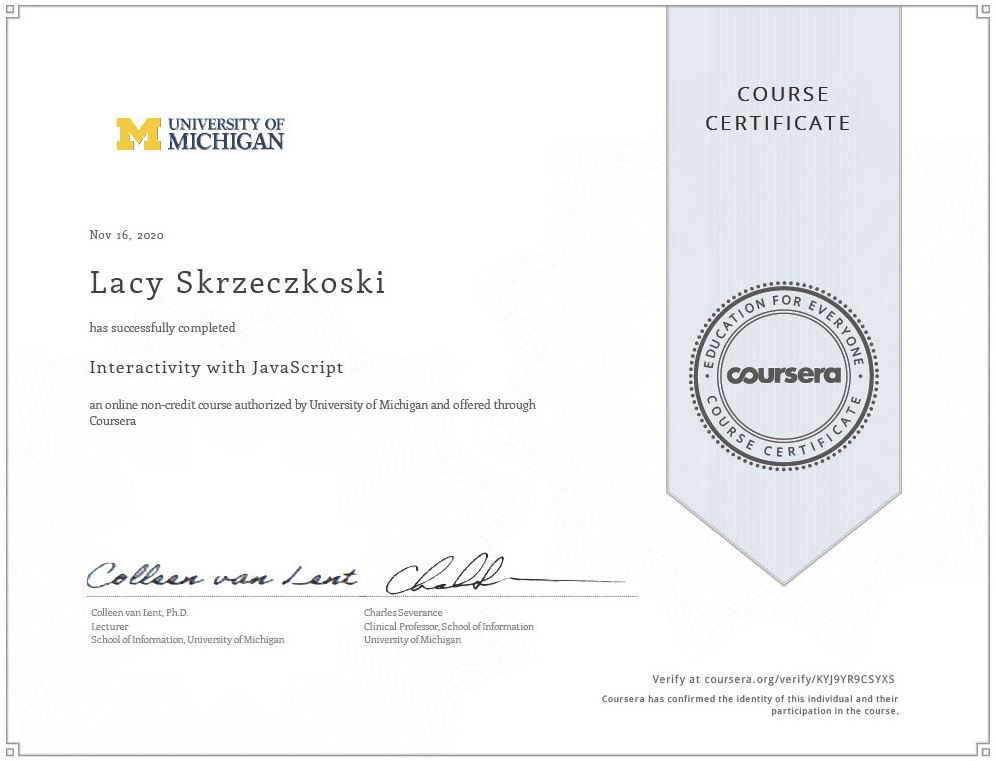 COURSE
CERTIFICATE
UNIVERSITY OF
MICHIGAN
Nov 16, 2020
Lacy Skrzeczkoski
has successfully completed
Interactivity with JavaScript
an online non-credit course authorized by University of Michigan and offered through
Coursera
EDUCATION FOR EVERYONE
coursera
COURSE CERTIFICATE
Colleen van Lent
Colleen van Lent, Ph.D.
Lecturer
School of Information, University of Michigan
Charles Severance
Clinical Professor, School of Information
University of Michigan
Verify at coursera.org/verify/KYJ9YR9CSYXS
Coursera has confirmed the identity of this individual and their
participation in the course.